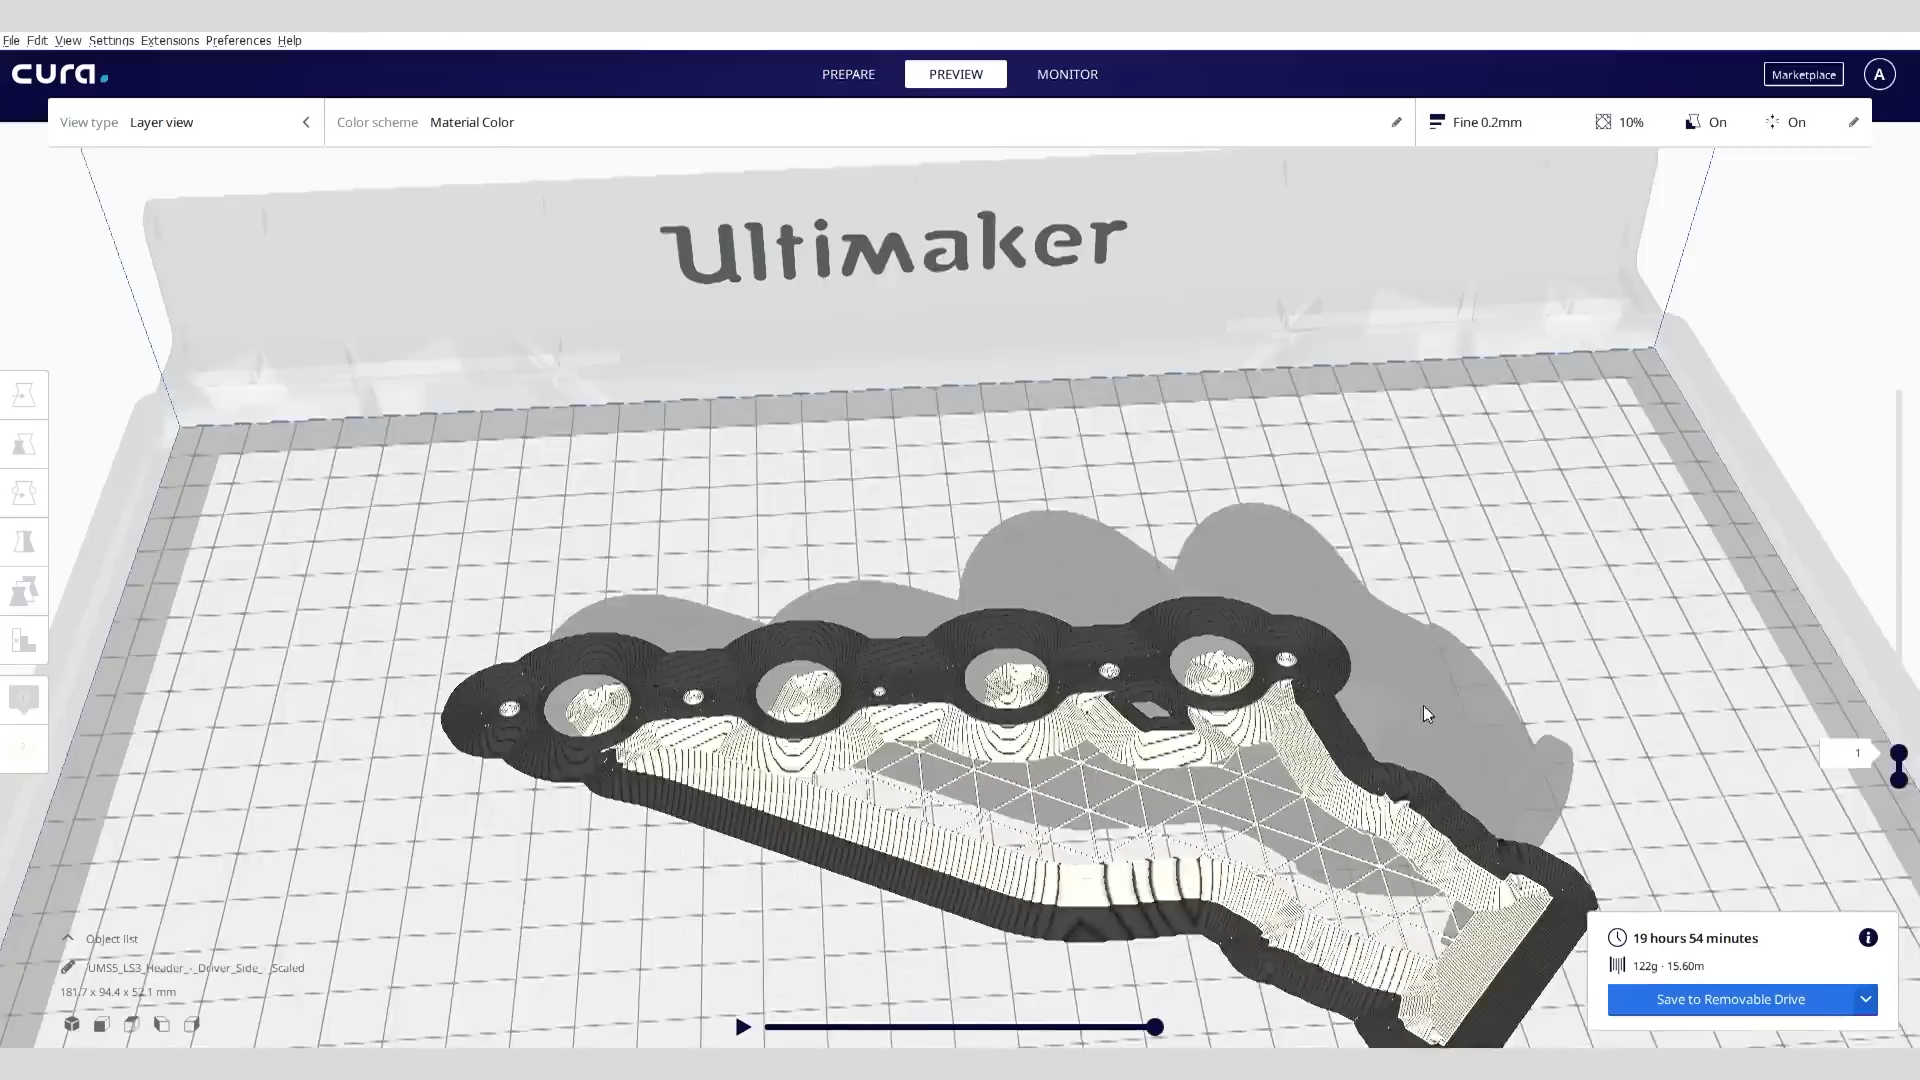 File Edit View Settings Extensions Preferences Help
cura.
PREPARE PREVIEW MONITOR
Marketplace A
View type Layer view Color scheme Material Color Fine 0.2mm 10% On On
Ultimaker
1
Object list
UMS5_LS3_Header_-_Driver_Side_-_Scaled
181.7 x 94.4 x 52.1 mm
19 hours 54 minutes
122g · 15.60m
Save to Removable Drive